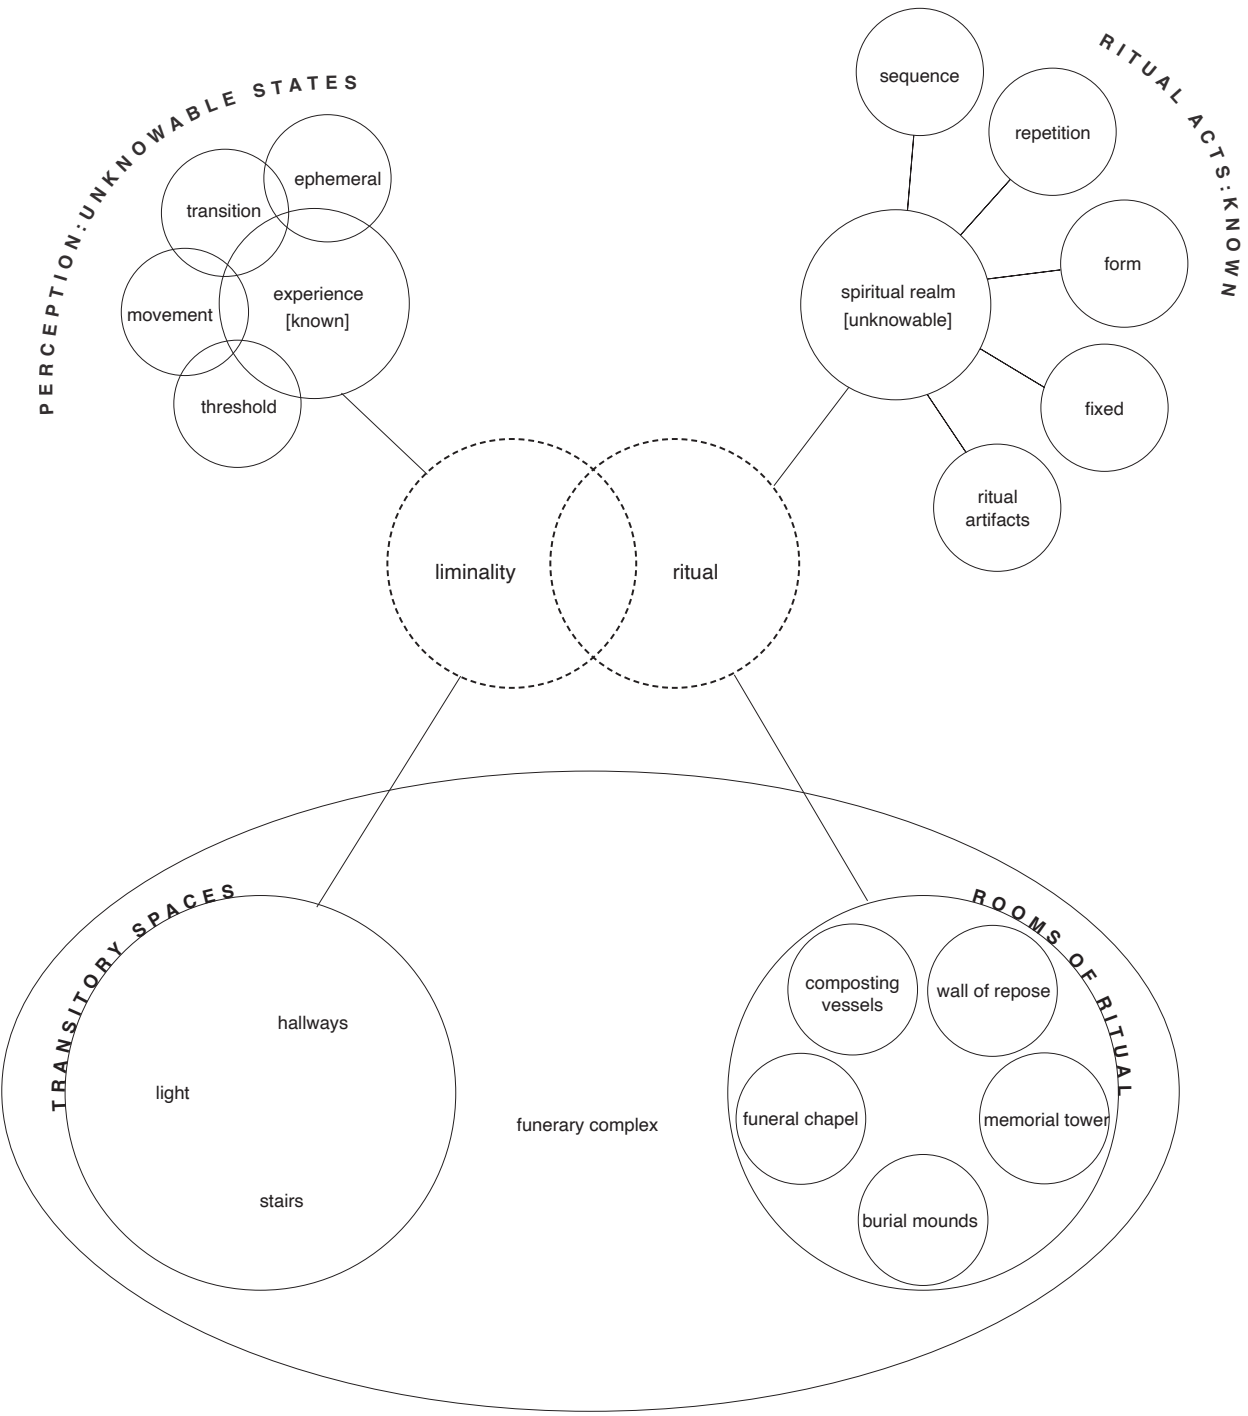 PERCEPTION:UNKNOWABLE STATES
ephemeral
transition
experience
[known]
movement
threshold
RITUAL ACTS:KNOWN
sequence
repetition
form
spiritual realm
[unknowable]
fixed
ritual
artifacts
liminality
ritual
TRANSITORY SPACES
hallways
light
stairs
funerary complex
ROOMS OF RITUAL
composting
vessels
wall of repose
funeral chapel
memorial tower
burial mounds